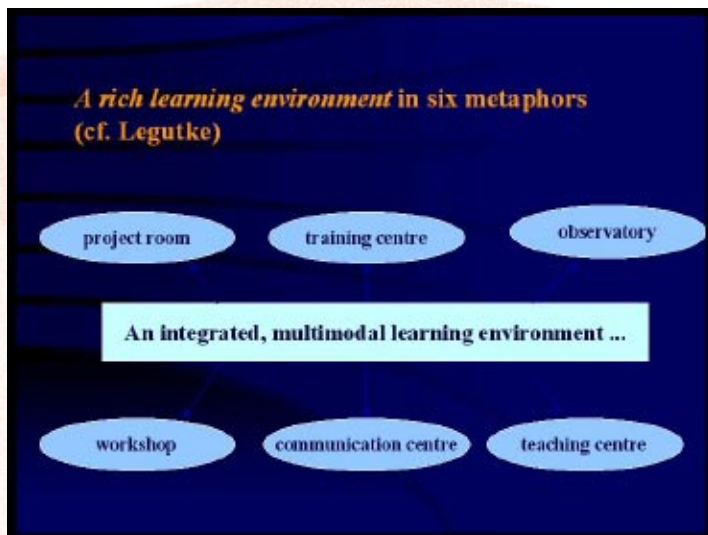 A rich learning environment in six metaphors
(cf. Legutke)
project room
training centre
observatory
An integrated, multimodal learning environment ...
workshop
communication centre
teaching centre